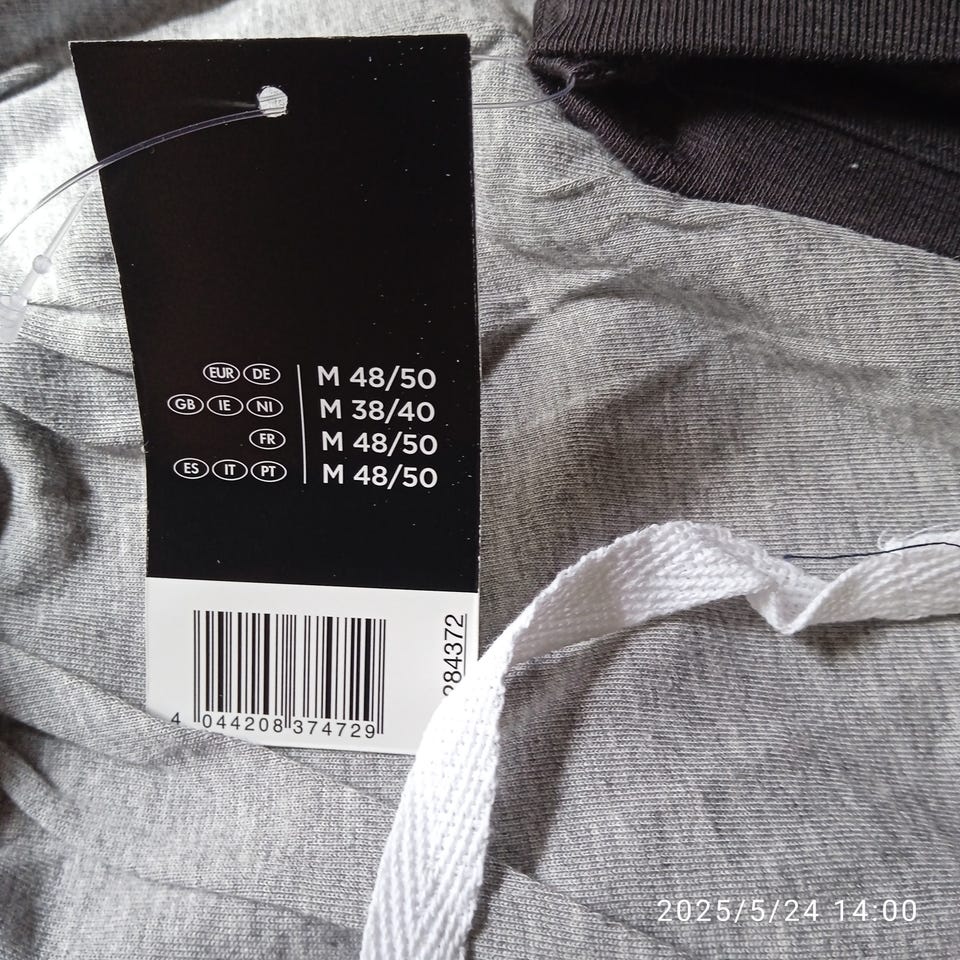 EUR DE M 48/50
GB IE NI M 38/40
FR M 48/50
ES IT PT M 48/50
284372
4 044208 374729
2025/5/24 14:00